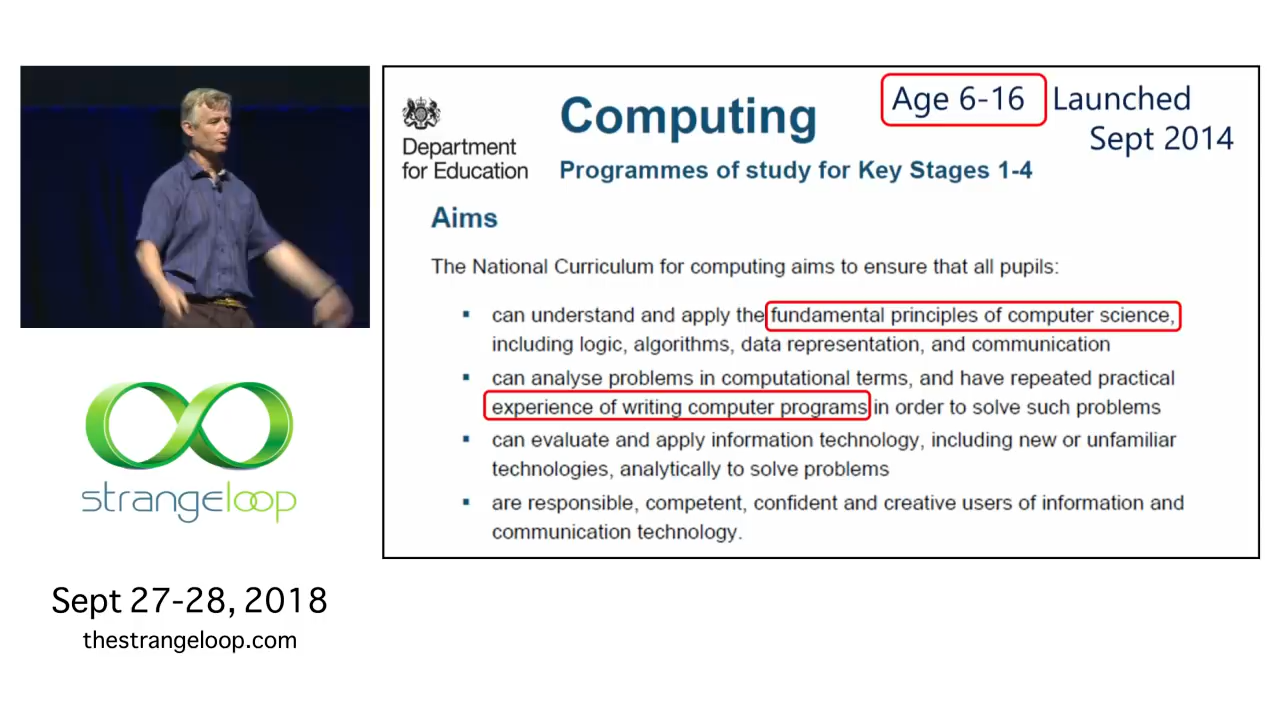 Department
for Education
Computing
Age 6-16 Launched
Sept 2014
Programmes of study for Key Stages 1-4
Aims
The National Curriculum for computing aims to ensure that all pupils:
▪ can understand and apply the fundamental principles of computer science,
including logic, algorithms, data representation, and communication
▪ can analyse problems in computational terms, and have repeated practical
experience of writing computer programs in order to solve such problems
▪ can evaluate and apply information technology, including new or unfamiliar
technologies, analytically to solve problems
▪ are responsible, competent, confident and creative users of information and
communication technology.
strangeloop
Sept 27-28, 2018
thestrangeloop.com